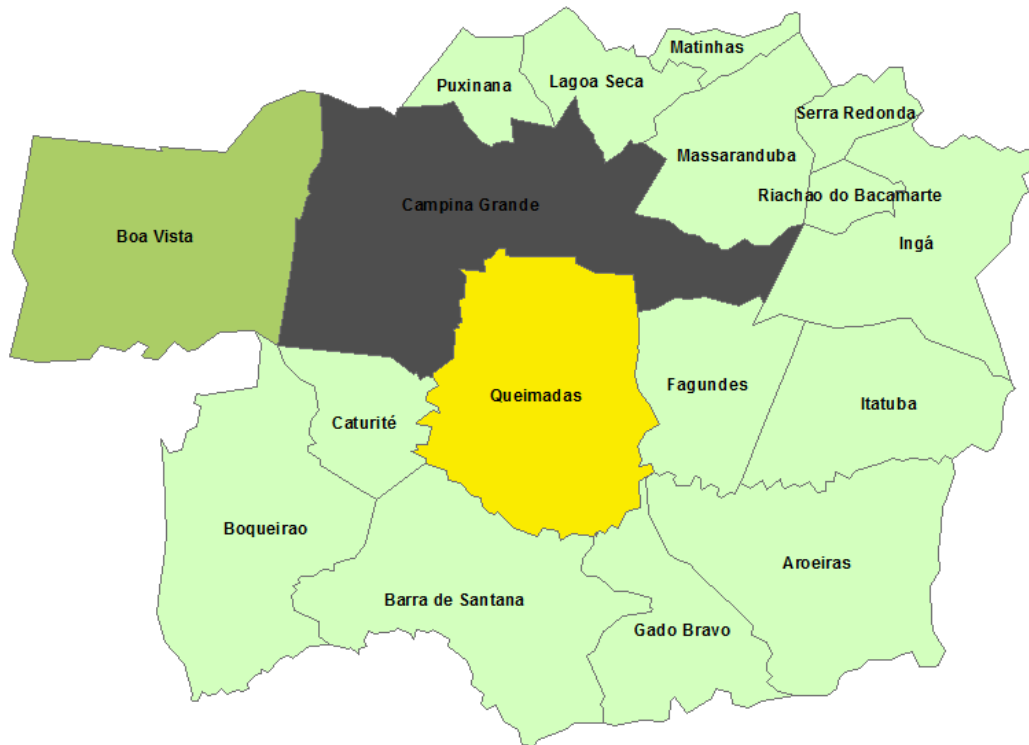 Matinhas
Puxinana
Lagoa Seca
Serra Redonda
Massaranduba
Riachao do Bacamarte
Campina Grande
Boa Vista
Ingá
Fagundes
Queimadas
Itatuba
Caturité
Boqueirao
Aroeiras
Barra de Santana
Gado Bravo